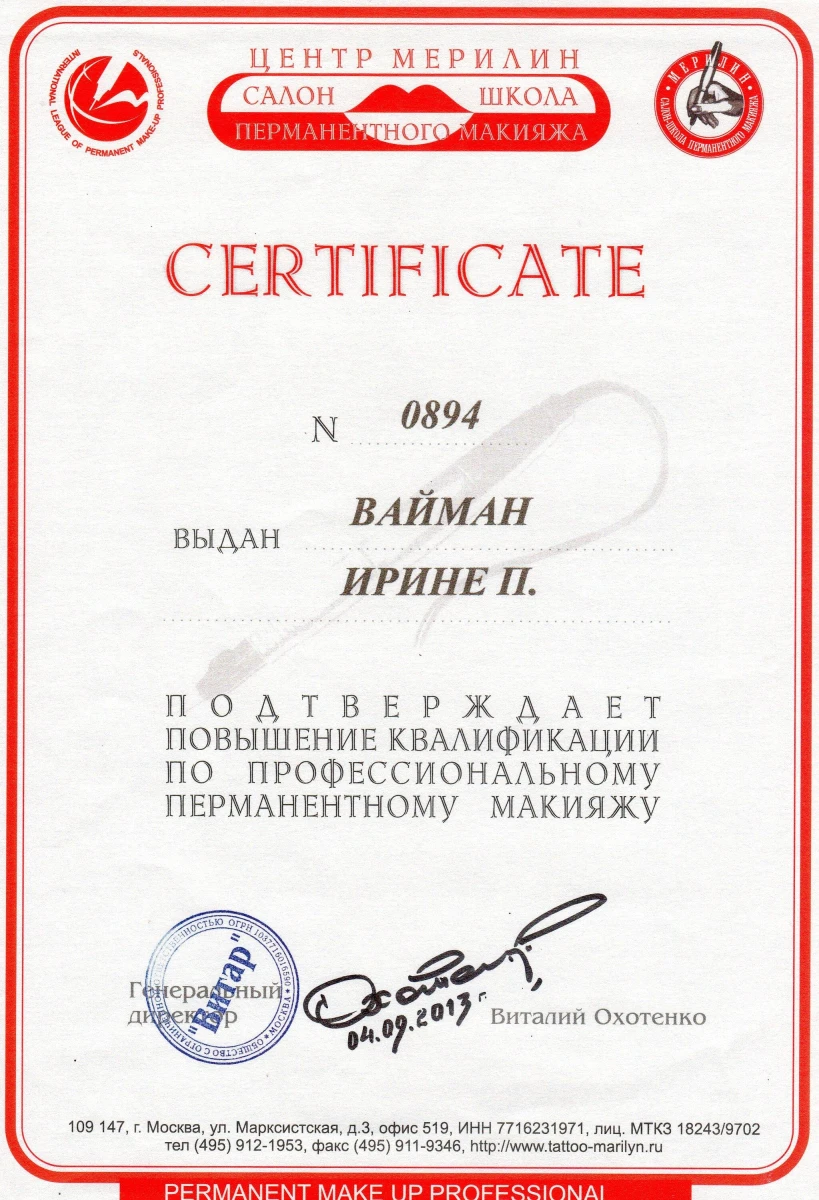 INTERNATIONAL LEAGUE OF PERMANENT MAKE-UP PROFESSIONALS
ЦЕНТР МЕРИЛИН
САЛОН ШКОЛА
ПЕРМАНЕНТНОГО МАКИЯЖА
МЕРИЛИН
САЛОН-ШКОЛА ПЕРМАНЕНТНОГО МАКИЯЖА
CERTIFICATE
N 0894
ВЫДАН ВАЙМАН
ИРИНЕ П.
ПОДТВЕРЖДАЕТ
ПОВЫШЕНИЕ КВАЛИФИКАЦИИ
ПО ПРОФЕССИОНАЛЬНОМУ
ПЕРМАНЕНТНОМУ МАКИЯЖУ
Генеральный
директор
"Витар"
04.09.2013 г.
Виталий Охотенко
109 147, г. Москва, ул. Марксистская, д.3, офис 519, ИНН 7716231971, лиц. МТКЗ 18243/9702
тел (495) 912-1953, факс (495) 911-9346, http://www.tattoo-marilyn.ru
PERMANENT MAKE UP PROFESSIONAL